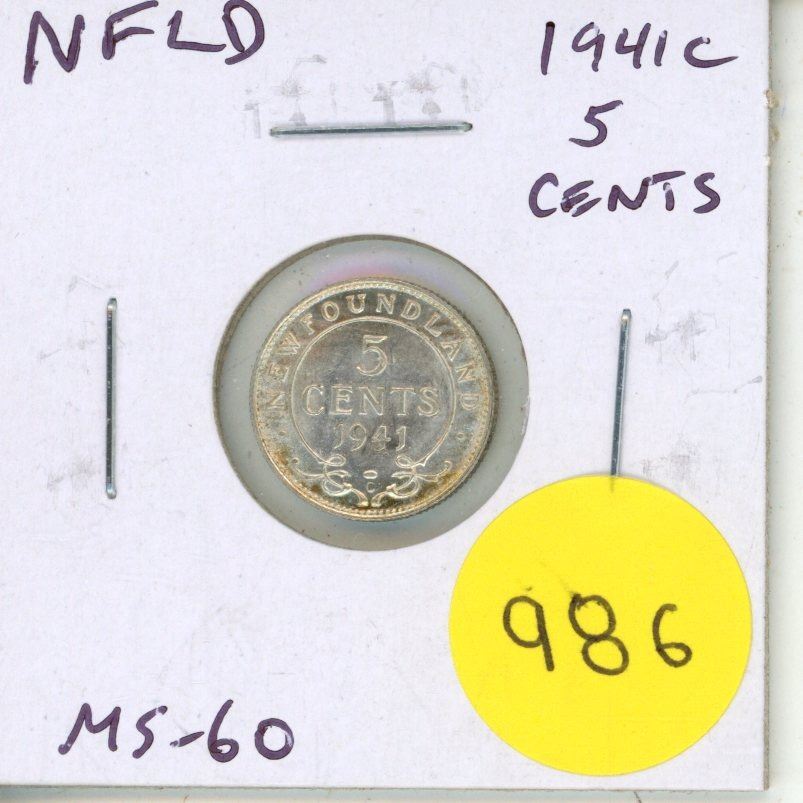 NFLD
1941C
5
CENTS
NEWFOUNDLAND
5
CENTS
1941
C
986
MS-60